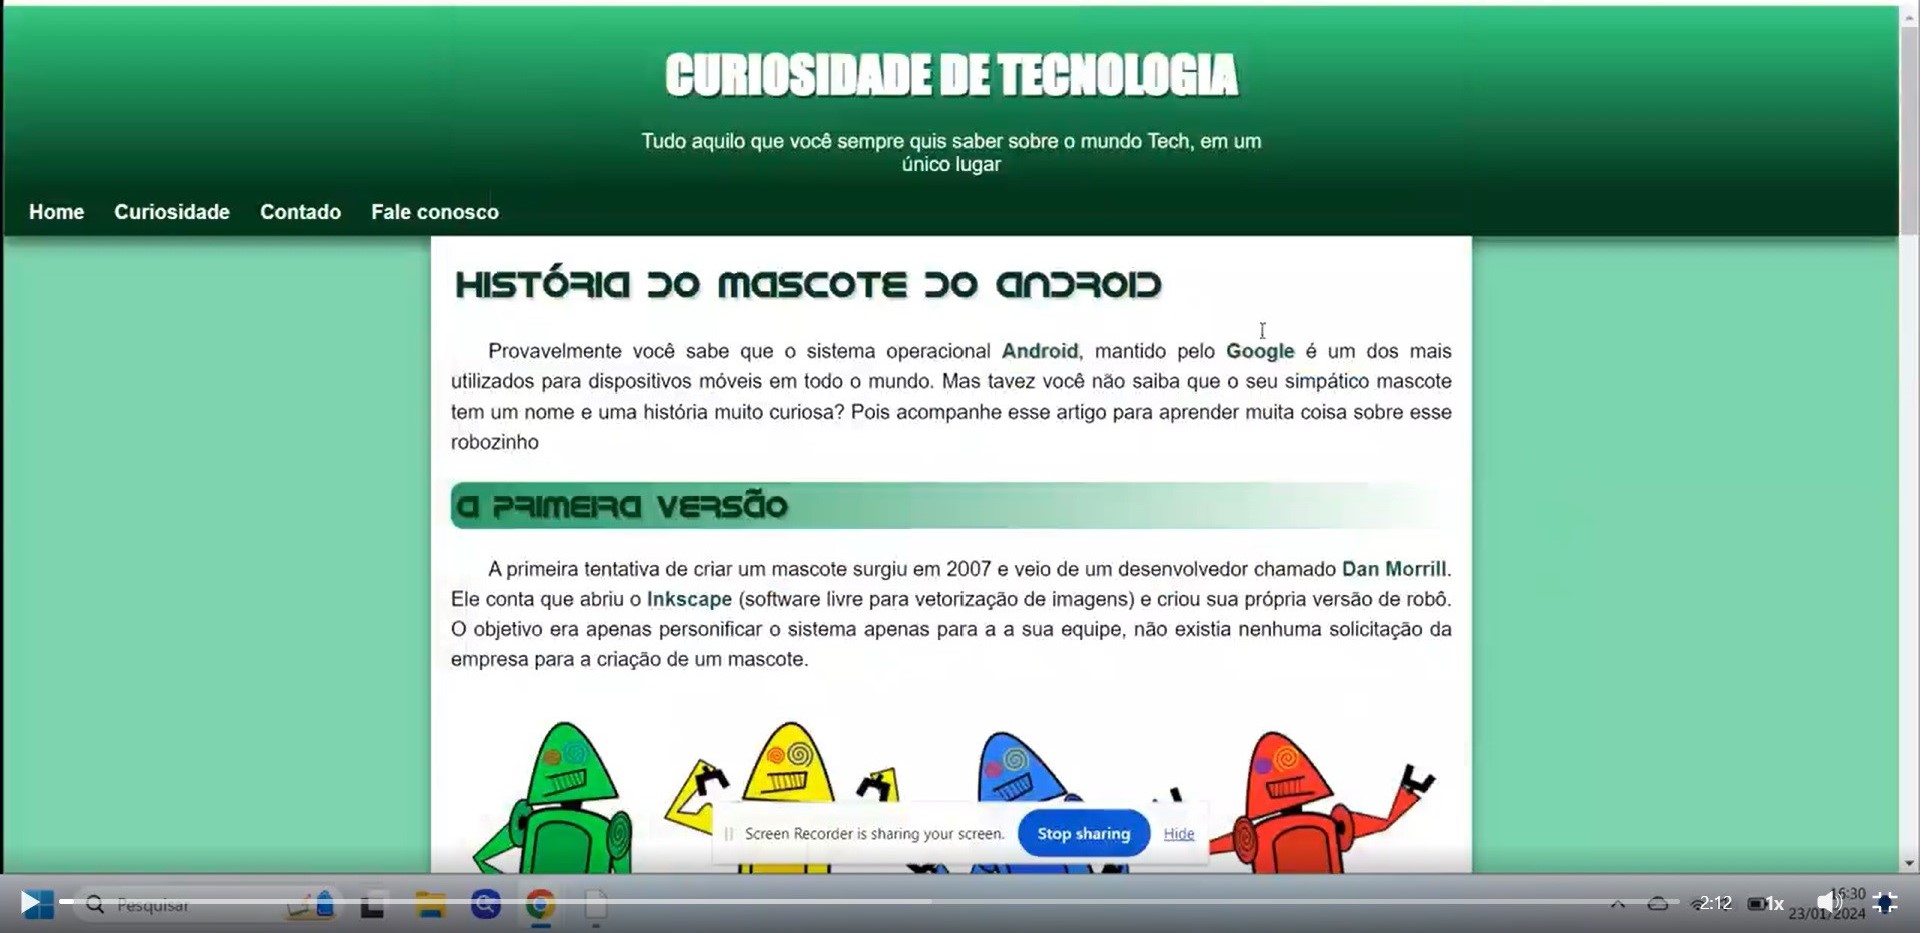 CURIOSIDADE DE TECNOLOGIA
Tudo aquilo que você sempre quis saber sobre o mundo Tech, em um
único lugar
Home Curiosidade Contado Fale conosco
HISTÓRIA DO MASCOTE DO ANDROID
Provavelmente você sabe que o sistema operacional Android, mantido pelo Google é um dos mais
utilizados para dispositivos móveis em todo o mundo. Mas tavez você não saiba que o seu simpático mascote
tem um nome e uma história muito curiosa? Pois acompanhe esse artigo para aprender muita coisa sobre esse
robozinho
A PRIMEIRA VERSÃO
A primeira tentativa de criar um mascote surgiu em 2007 e veio de um desenvolvedor chamado Dan Morrill.
Ele conta que abriu o Inkscape (software livre para vetorização de imagens) e criou sua própria versão de robô.
O objetivo era apenas personificar o sistema apenas para a a sua equipe, não existia nenhuma solicitação da
empresa para a criação de um mascote.
Screen Recorder is sharing your screen. Stop sharing Hide
Pesquisar
2:12 1x
16:30
23/01/2024